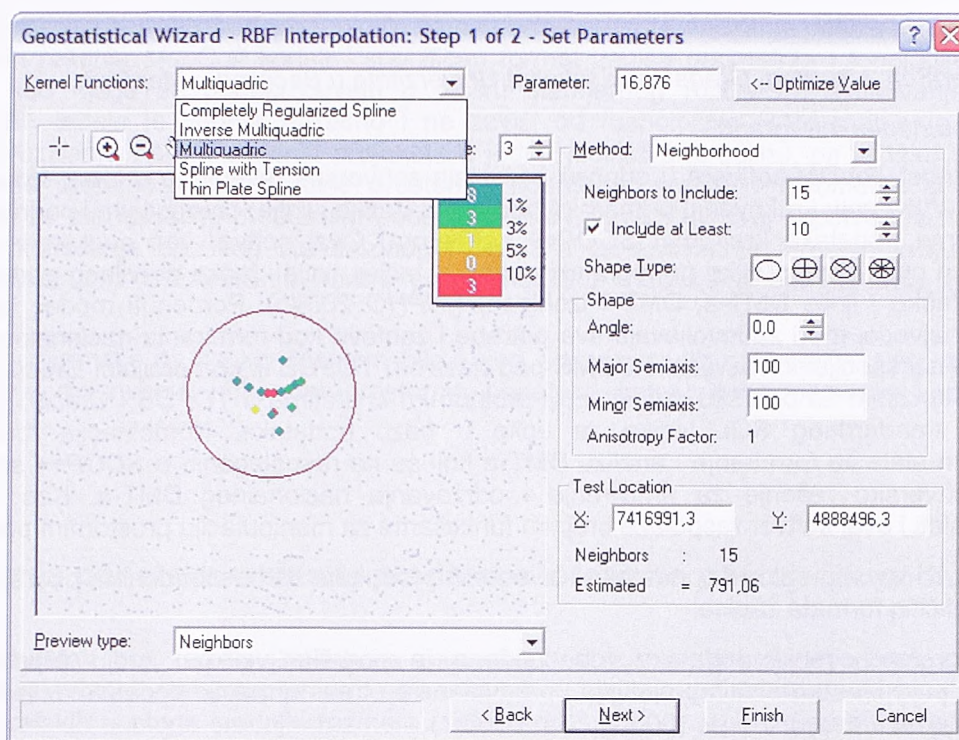 Geostatistical Wizard - RBF Interpolation: Step 1 of 2 - Set Parameters
Kernel Functions: Multiquadric Parameter: 16,876 <-- Optimize Value
Completely Regularized Spline
Inverse Multiquadric
Multiquadric
Spline with Tension
Thin Plate Spline
3
Method: Neighborhood
8
3
1
0
3
1%
3%
5%
10%
Neighbors to Include: 15
Include at Least: 10
Shape Type:
Shape
Angle: 0,0
Major Semiaxis: 100
Minor Semiaxis: 100
Anisotropy Factor: 1
Test Location
X: 7416991,3 Y: 4888496,3
Neighbors : 15
Estimated = 791,06
Preview type: Neighbors
< Back Next > Finish Cancel